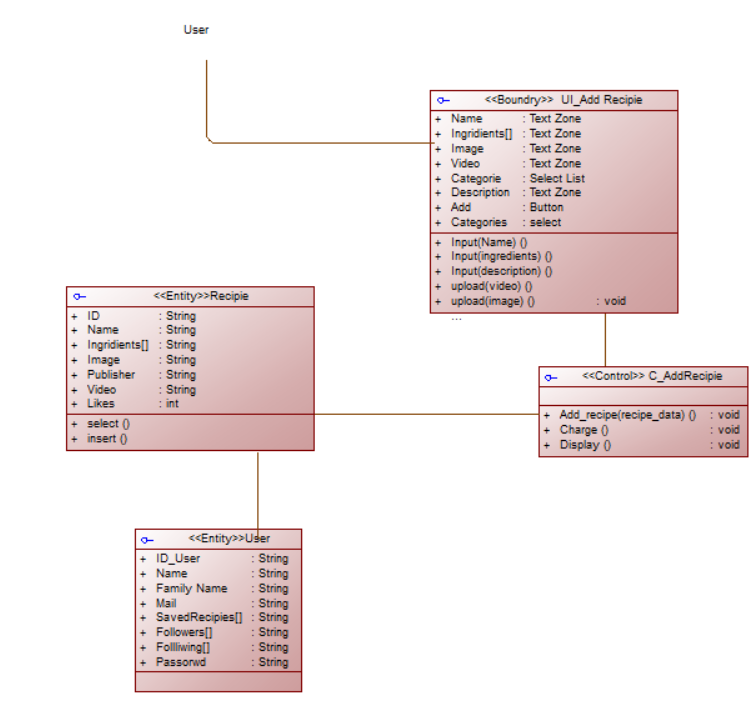 User
<<Boundry>> UI_Add Recipie
+ Name : Text Zone
+ Ingridients[] : Text Zone
+ Image : Text Zone
+ Video : Text Zone
+ Categorie : Select List
+ Description : Text Zone
+ Add : Button
+ Categories : select
+ Input(Name) ()
+ Input(ingredients) ()
+ Input(description) ()
+ upload(video) ()
+ upload(image) () : void
...
<<Entity>>Recipie
+ ID : String
+ Name : String
+ Ingridients[] : String
+ Image : String
+ Publisher : String
+ Video : String
+ Likes : int
+ select ()
+ insert ()
<<Control>> C_AddRecipie
+ Add_recipe(recipe_data) () : void
+ Charge () : void
+ Display () : void
<<Entity>>User
+ ID_User : String
+ Name : String
+ Family Name : String
+ Mail : String
+ SavedRecipies[] : String
+ Followers[] : String
+ Follliwing[] : String
+ Passorwd : String